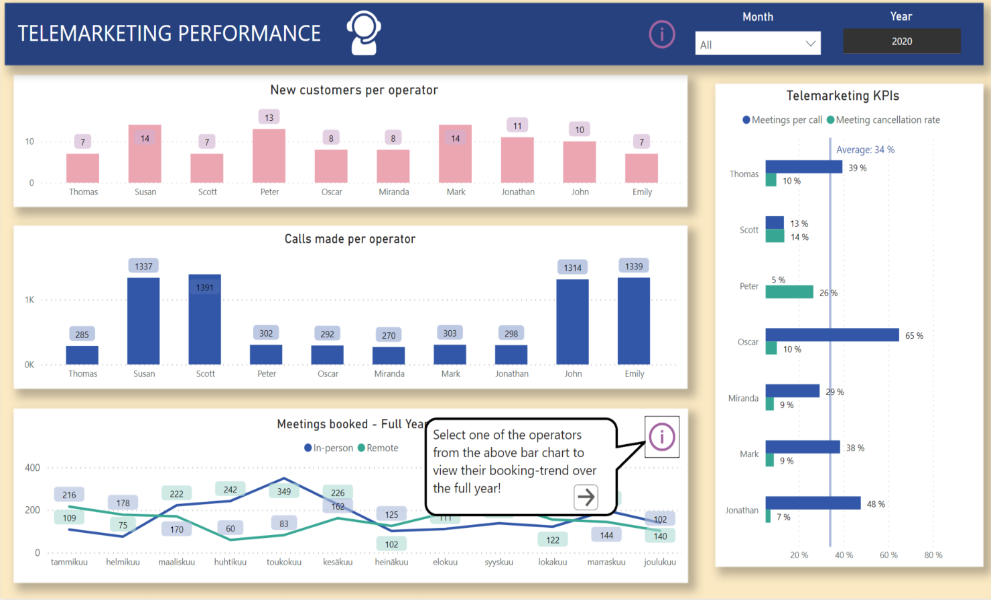 TELEMARKETING PERFORMANCE
i
Month
Year
All
2020
New customers per operator
10
0
7
14
7
13
8
8
14
11
10
7
Thomas
Susan
Scott
Peter
Oscar
Miranda
Mark
Jonathan
John
Emily
Calls made per operator
1K
0K
285
1337
1391
302
292
270
303
298
1314
1339
Thomas
Susan
Scott
Peter
Oscar
Miranda
Mark
Jonathan
John
Emily
Meetings booked - Full Year
In-person
Remote
400
200
0
216
109
178
75
222
170
242
60
349
83
226
162
125
102
111
122
144
102
140
tammikuu
helmikuu
maaliskuu
huhtikuu
toukokuu
kesäkuu
heinäkuu
elokuu
syyskuu
lokakuu
marraskuu
joulukuu
Select one of the operators
from the above bar chart to
view their booking-trend over
the full year!
i
Telemarketing KPIs
Meetings per call
Meeting cancellation rate
Average: 34 %
Thomas
39 %
10 %
Scott
13 %
14 %
Peter
5 %
26 %
Oscar
65 %
10 %
Miranda
29 %
9 %
Mark
38 %
9 %
Jonathan
48 %
7 %
20 %
40 %
60 %
80 %